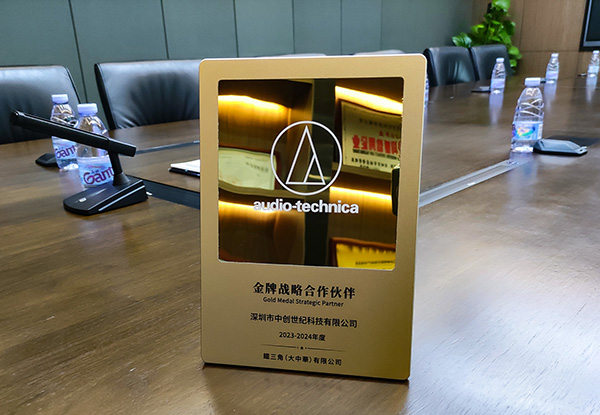 audio-technica
金牌战略合作伙伴
Gold Medal Strategic Partner
深圳市中创世纪科技有限公司
2023-2024年度
鐵三角(大中華)有限公司